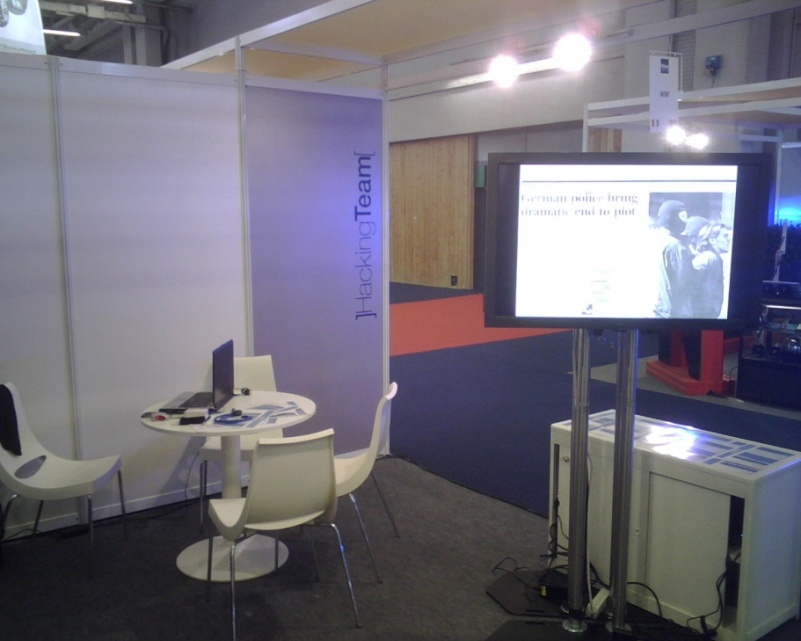 ]HackingTeam[
German police bring
dramatic end to plot